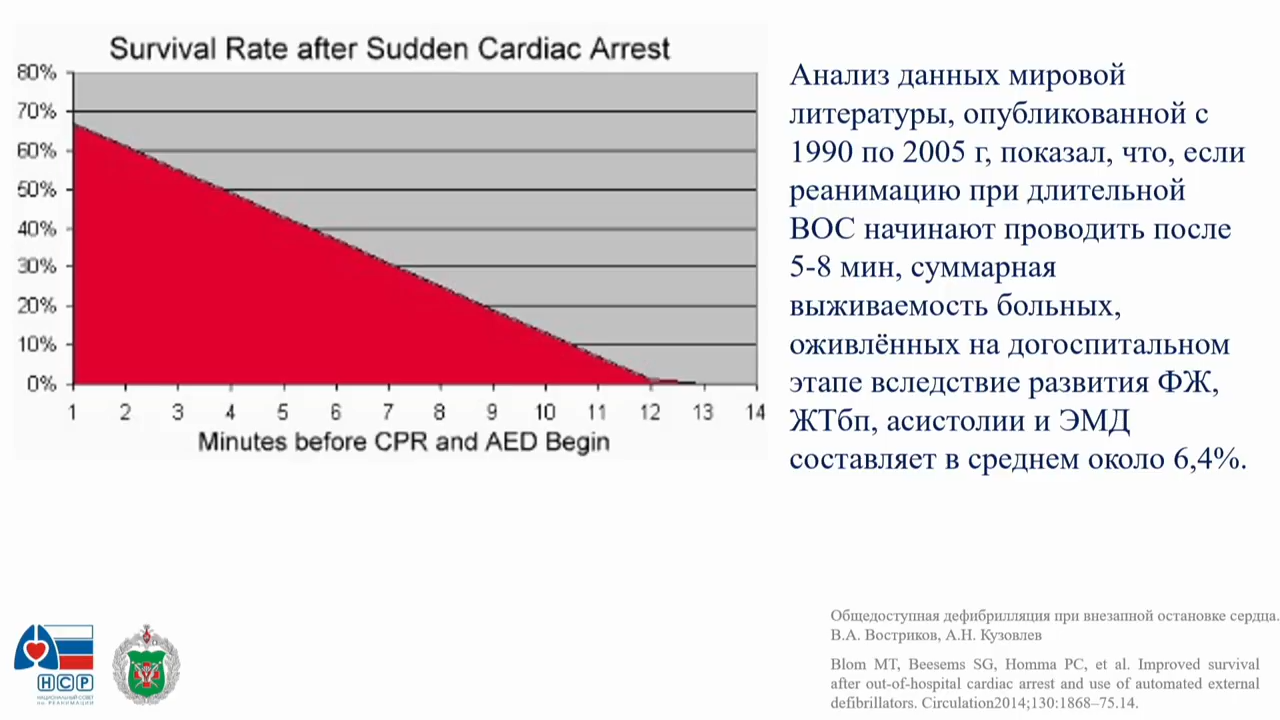 Survival Rate after Sudden Cardiac Arrest
80%
70%
60%
50%
40%
30%
20%
10%
0%
1 2 3 4 5 6 7 8 9 10 11 12 13 14
Minutes before CPR and AED Begin
Анализ данных мировой
литературы, опубликованной с
1990 по 2005 г, показал, что, если
реанимацию при длительной
ВОС начинают проводить после
5-8 мин, суммарная
выживаемость больных,
оживлённых на догоспитальном
этапе вследствие развития ФЖ,
ЖТбп, асистолии и ЭМД
составляет в среднем около 6,4%.
НСР
НАЦИОНАЛЬНЫЙ СОВЕТ
ПО РЕАНИМАЦИИ
Общедоступная дефибрилляция при внезапной остановке сердца.
В.А. Востриков, А.Н. Кузовлев
Blom MT, Beesems SG, Homma PC, et al. Improved survival
after out-of-hospital cardiac arrest and use of automated external
defibrillators. Circulation2014;130:1868–75.14.